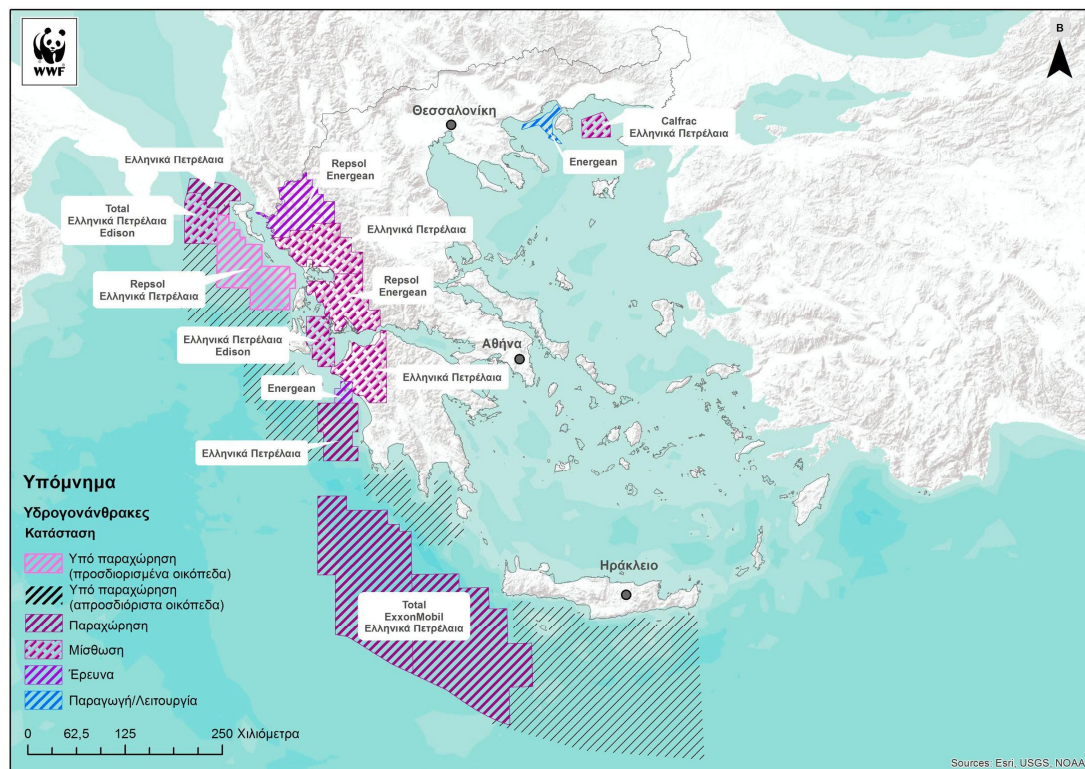 WWF
Β
Θεσσαλονίκη
Calfrac
Ελληνικά Πετρέλαια
Energean
Ελληνικά Πετρέλαια
Repsol
Energean
Total
Ελληνικά Πετρέλαια
Edison
Ελληνικά Πετρέλαια
Repsol
Ελληνικά Πετρέλαια
Repsol
Energean
Ελληνικά Πετρέλαια
Edison
Αθήνα
Energean
Ελληνικά Πετρέλαια
Ελληνικά Πετρέλαια
Ηράκλειο
Total
ExxonMobil
Ελληνικά Πετρέλαια
Υπόμνημα
Υδρογονάνθρακες
Κατάσταση
Υπό παραχώρηση
(προσδιορισμένα οικόπεδα)
Υπό παραχώρηση
(απροσδιόριστα οικόπεδα)
Παραχώρηση
Μίσθωση
Έρευνα
Παραγωγή/Λειτουργία
0 62,5 125 250 Χιλιόμετρα
Sources: Esri, USGS, NOAA